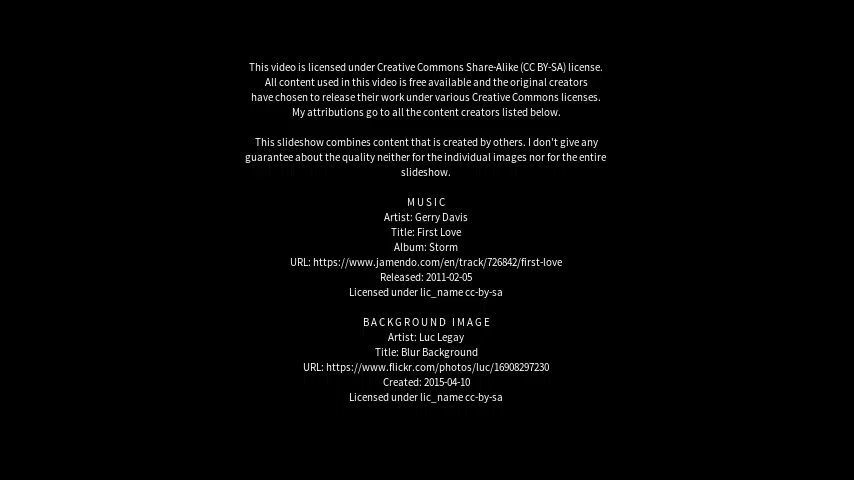 This video is licensed under Creative Commons Share-Alike (CC BY-SA) license.
All content used in this video is free available and the original creators
have chosen to release their work under various Creative Commons licenses.
My attributions go to all the content creators listed below.
This slideshow combines content that is created by others. I don't give any
guarantee about the quality neither for the individual images nor for the entire
slideshow.
MUSIC
Artist: Gerry Davis
Title: First Love
Album: Storm
URL: https://www.jamendo.com/en/track/726842/first-love
Released: 2011-02-05
Licensed under lic_name cc-by-sa
BACKGROUND IMAGE
Artist: Luc Legay
Title: Blur Background
URL: https://www.flickr.com/photos/luc/16908297230
Created: 2015-04-10
Licensed under lic_name cc-by-sa